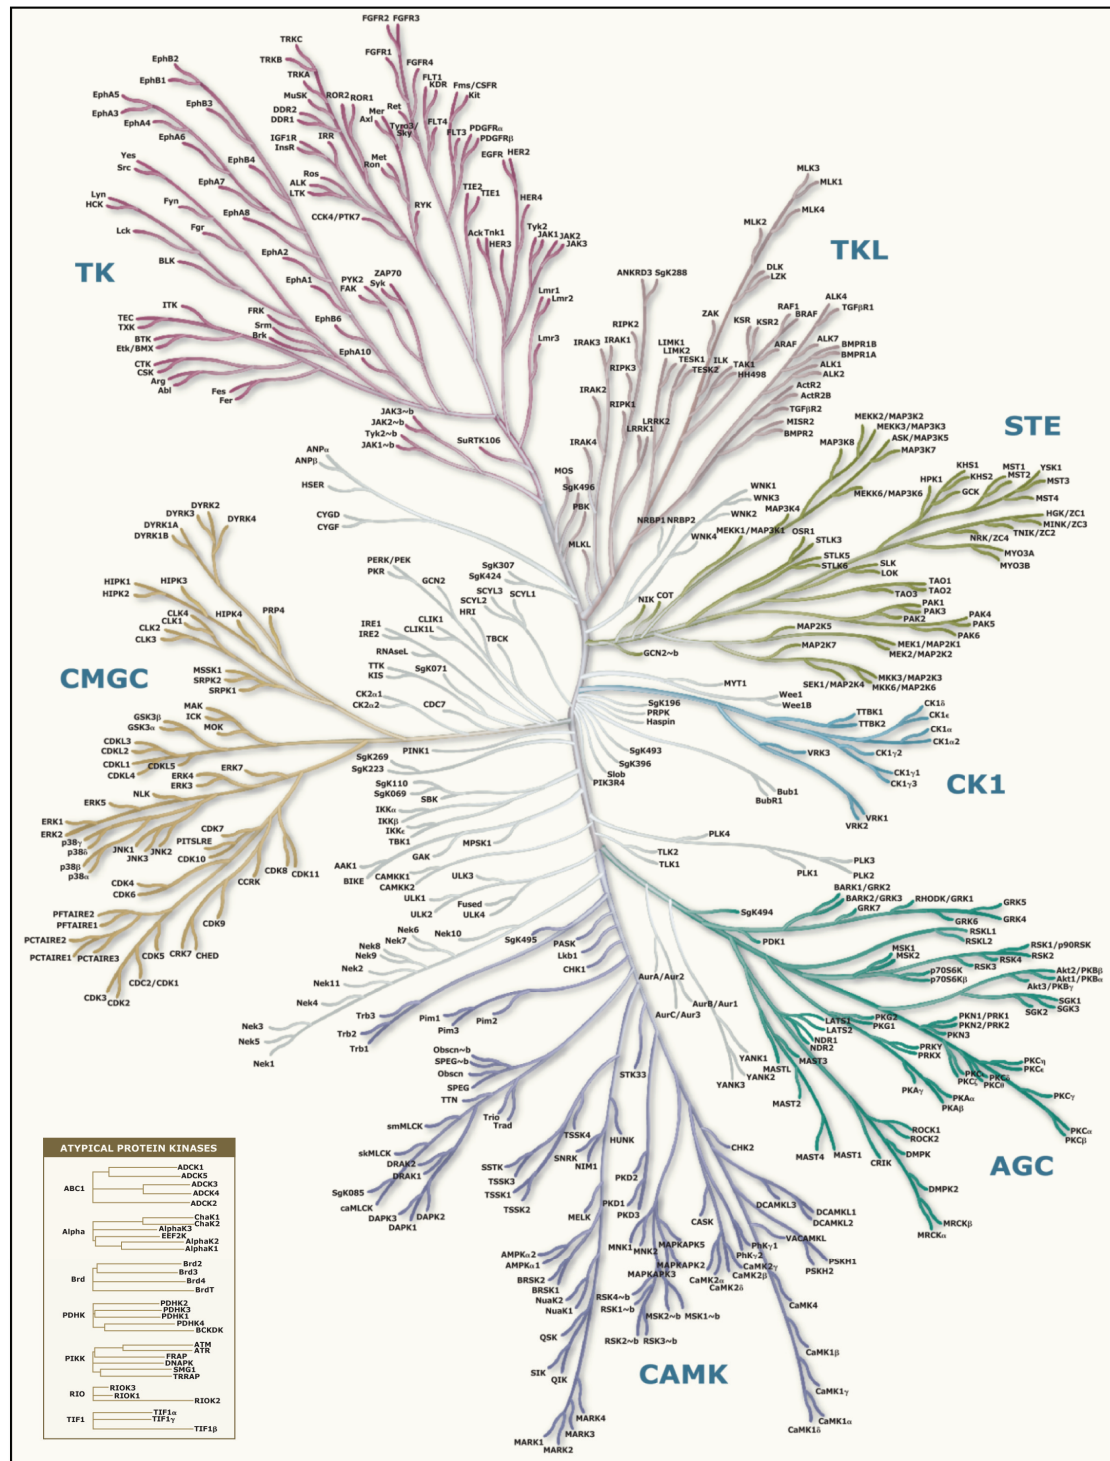 FGFR2 FGFR3
TRKC
FGFR1
FGFR4
TRKB
TRKA
FLT1
KDR
Fms/CSFR
Kit
EphB2
EphB1
EphA5
EphA3
EphA4
EphB3
EphA6
MuSK
ROR2
ROR1
DDR2
DDR1
Ret
Mer
Axl
Tyro3/
Sky
FLT4
FLT3
PDGFRα
PDGFRβ
IGF1R
InsR
IRR
EGFR
HER2
Yes
Src
EphB4
Met
Ron
Ros
ALK
LTK
EphA7
TIE2
TIE1
Lyn
HCK
Fyn
EphA8
CCK4/PTK7
RYK
HER4
Lck
Fgr
Ack
Tnk1
HER3
Tyk2
JAK1
JAK2
JAK3
BLK
EphA2
TK
EphA1
PYK2
FAK
ZAP70
Syk
Lmr1
Lmr2
Lmr3
ITK
TEC
TXK
BTK
Etk/BMX
FRK
Srm
Brk
EphB6
EphA10
CTK
CSK
Arg
Abl
Fes
Fer
JAK3~b
JAK2~b
Tyk2~b
JAK1~b
SuRTK106
MLK3
MLK1
MLK4
MLK2
TKL
DLK
LZK
ANKRD3
SgK288
ZAK
KSR
KSR2
RAF1
BRAF
ARAF
ALK4
TGFβR1
RIPK2
IRAK3
IRAK1
LIMK1
LIMK2
TESK1
TESK2
ILK
TAK1
HH498
ALK7
BMPR1B
BMPR1A
ALK1
ALK2
RIPK3
IRAK2
RIPK1
LRRK2
LRRK1
ActR2
ActR2B
TGFβR2
MISR2
BMPR2
IRAK4
MOS
SgK496
PBK
MLKL
ANPα
ANPβ
HSER
CYGD
CYGF
NRBP1
NRBP2
WNK1
WNK3
WNK2
WNK4
STE
MEKK2/MAP3K2
MEKK3/MAP3K3
ASK/MAP3K5
MAP3K8
MAP3K7
MEKK6/MAP3K6
MAP3K4
MEKK1/MAP3K1
KHS1
KHS2
HPK1
GCK
MST1
MST2
YSK1
MST3
MST4
HGK/ZC1
MINK/ZC3
TNIK/ZC2
NRK/ZC4
MYO3A
MYO3B
OSR1
STLK3
STLK5
STLK6
SLK
LOK
TAO1
TAO2
TAO3
PAK1
PAK3
PAK2
PAK4
PAK5
PAK6
NIK
COT
GCN2~b
MAP2K5
MAP2K7
MEK1/MAP2K1
MEK2/MAP2K2
SEK1/MAP2K4
MKK3/MAP2K3
MKK6/MAP2K6
DYRK2
DYRK3
DYRK1A
DYRK1B
DYRK4
HIPK1
HIPK3
HIPK2
HIPK4
PRP4
CLK4
CLK1
CLK2
CLK3
CMGC
MSSK1
SRPK2
SRPK1
MAK
ICK
MOK
GSK3β
GSK3α
CDKL3
CDKL2
CDKL1
CDKL5
CDKL4
ERK7
ERK4
ERK3
NLK
ERK5
ERK1
ERK2
p38γ
p38δ
p38β
p38α
JNK1
JNK3
JNK2
CDK7
PITSLRE
CDK10
CDK8
CDK11
CCRK
CDK4
CDK6
CDK9
PFTAIRE2
PFTAIRE1
PCTAIRE2
PCTAIRE1
PCTAIRE3
CDK5
CRK7
CHED
CDC2/CDK1
CDK3
CDK2
PERK/PEK
PKR
GCN2
SgK307
SgK424
SCYL3
SCYL2
SCYL1
HRI
TBCK
CLIK1
CLIK1L
IRE1
IRE2
RNAseL
TTK
KIS
SgK071
CK2α1
CK2α2
CDC7
PINK1
SgK269
SgK223
SgK110
SgK069
SBK
IKKα
IKKβ
IKKε
TBK1
MPSK1
GAK
AAK1
BIKE
CAMKK1
CAMKK2
ULK3
ULK1
ULK2
Fused
ULK4
Nek6
Nek7
Nek10
Nek8
Nek9
Nek2
Nek11
Nek4
Nek3
Nek5
Nek1
MYT1
Wee1
Wee1B
SgK196
PRPK
Haspin
SgK493
SgK396
Slob
PIK3R4
Bub1
BubR1
TTBK1
TTBK2
CK1δ
CK1ε
CK1α
CK1α2
CK1γ2
CK1γ1
CK1γ3
VRK3
VRK1
VRK2
CK1
PLK4
PLK3
PLK1
PLK2
TLK2
TLK1
SgK494
PDK1
BARK1/GRK2
BARK2/GRK3
RHODK/GRK1
GRK5
GRK7
GRK6
GRK4
RSKL1
RSKL2
MSK1
MSK2
RSK1/p90RSK
RSK2
RSK4
RSK3
p70S6K
p70S6Kβ
Akt2/PKBβ
Akt1/PKBα
Akt3/PKBγ
SGK1
SGK3
SGK2
LATS1
LATS2
PKG2
PKG1
NDR1
NDR2
PKN1/PRK1
PKN2/PRK2
PKN3
PRKY
PRKX
MAST3
MASTL
PKCζ
PKCδ
PKCθ
PKCη
PKCε
PKAγ
PKAα
PKAβ
PKCγ
PKCα
PKCβ
MAST2
MAST4
MAST1
ROCK1
ROCK2
CRIK
DMPK
DMPK2
MRCKβ
MRCKα
AGC
AurA/Aur2
AurB/Aur1
AurC/Aur3
YANK1
YANK2
YANK3
SgK495
PASK
Lkb1
CHK1
Trb3
Trb2
Trb1
Pim1
Pim2
Pim3
Obscn~b
SPEG~b
Obscn
SPEG
TTN
STK33
smMLCK
Trio
Trad
skMLCK
DRAK2
DRAK1
SgK085
caMLCK
DAPK3
DAPK2
DAPK1
TSSK4
SSTK
TSSK3
TSSK1
TSSK2
SNRK
NIM1
HUNK
MELK
CHK2
PKD2
PKD1
PKD3
MNK1
MNK2
CASK
DCAMKL3
DCAMKL1
DCAMKL2
VACAMKL
PhKγ1
PhKγ2
PSKH1
PSKH2
MAPKAPK5
MAPKAPK2
MAPKAPK3
CaMK2γ
CaMK2β
CaMK2α
CaMK2δ
AMPKα2
AMPKα1
BRSK2
BRSK1
NuaK2
NuaK1
RSK4~b
RSK1~b
MSK2~b
MSK1~b
RSK2~b
RSK3~b
CaMK4
CaMK1β
CaMK1γ
CaMK1α
CaMK1δ
QSK
SIK
QIK
MARK4
MARK3
MARK1
MARK2
CAMK
ATYPICAL PROTEIN KINASES
ABC1
ADCK1
ADCK5
ADCK3
ADCK4
ADCK2
Alpha
ChaK1
ChaK2
AlphaK3
EEF2K
AlphaK2
AlphaK1
Brd
Brd2
Brd3
Brd4
BrdT
PDHK
PDHK2
PDHK3
PDHK1
PDHK4
BCKDK
PIKK
ATM
ATR
FRAP
DNAPK
SMG1
TRRAP
RIO
RIOK3
RIOK1
RIOK2
TIF1
TIF1α
TIF1γ
TIF1β